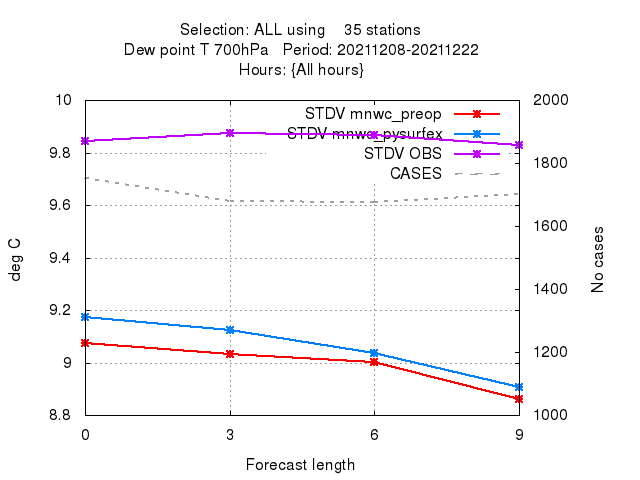 Selection: ALL using 35 stations
Dew point T 700hPa Period: 20211208-20211222
Hours: {All hours}
STDV mnwc_preop
STDV mnwc_pysurfex
STDV OBS
CASES
10
9.8
9.6
9.4
9.2
9
8.8
deg C
2000
1800
1600
1400
1200
1000
No cases
0 3 6 9
Forecast length